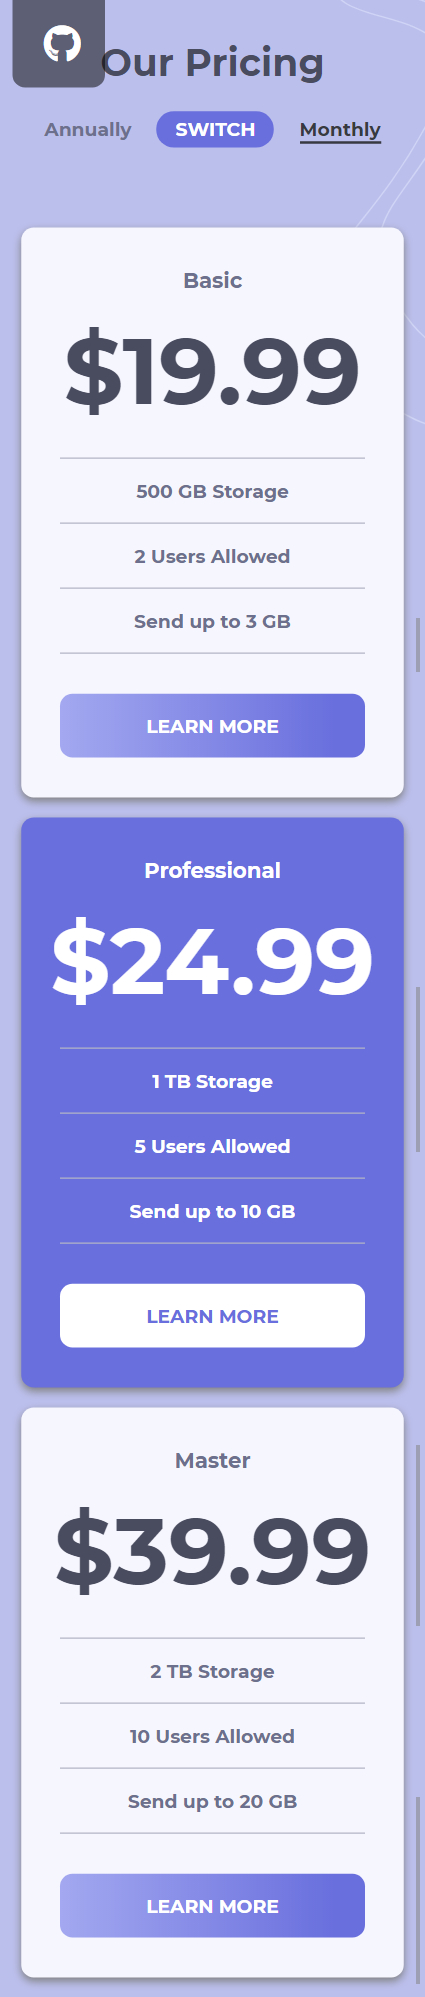 Our Pricing
Annually SWITCH Monthly
Basic
$19.99
500 GB Storage
2 Users Allowed
Send up to 3 GB
LEARN MORE
Professional
$24.99
1 TB Storage
5 Users Allowed
Send up to 10 GB
LEARN MORE
Master
$39.99
2 TB Storage
10 Users Allowed
Send up to 20 GB
LEARN MORE